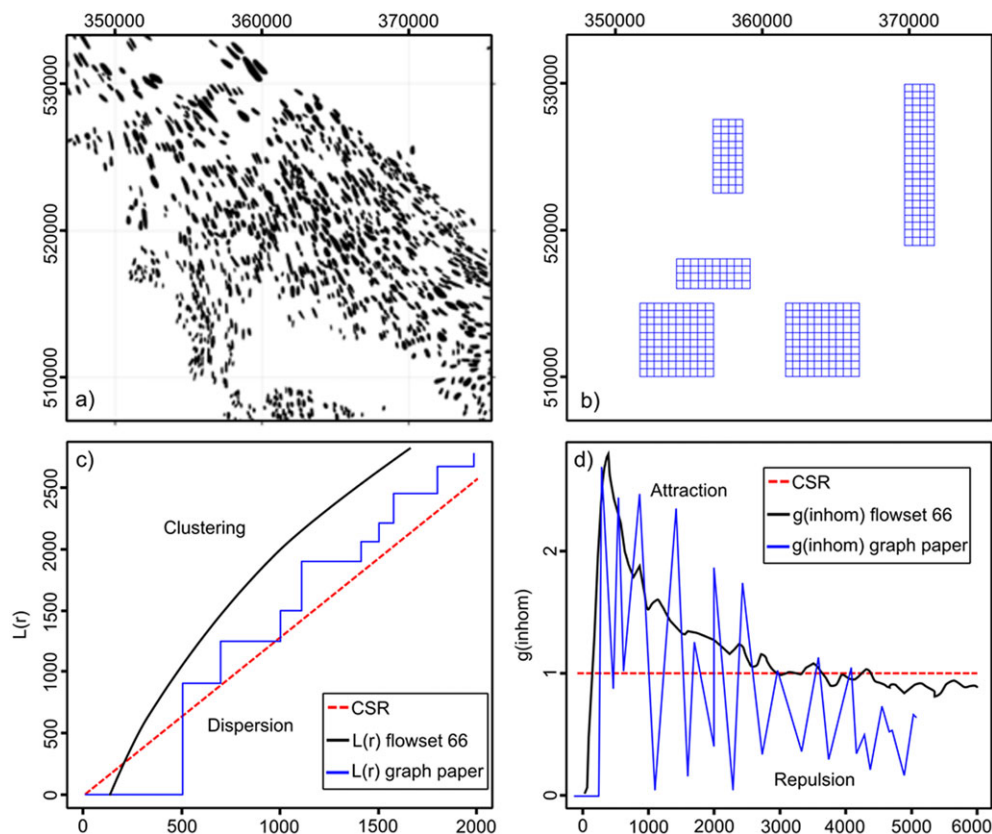 350000 360000 370000
350000 360000 370000
530000
520000
510000
a)
530000
520000
510000
b)
c)
Clustering
Dispersion
CSR
L(r) flowset 66
L(r) graph paper
L(r)
2500
2000
1500
1000
500
0
0 500 1000 1500 2000
d)
Attraction
CSR
g(inhom) flowset 66
g(inhom) graph paper
Repulsion
g(inhom)
2
1
0
0 1000 2000 3000 4000 5000 6000